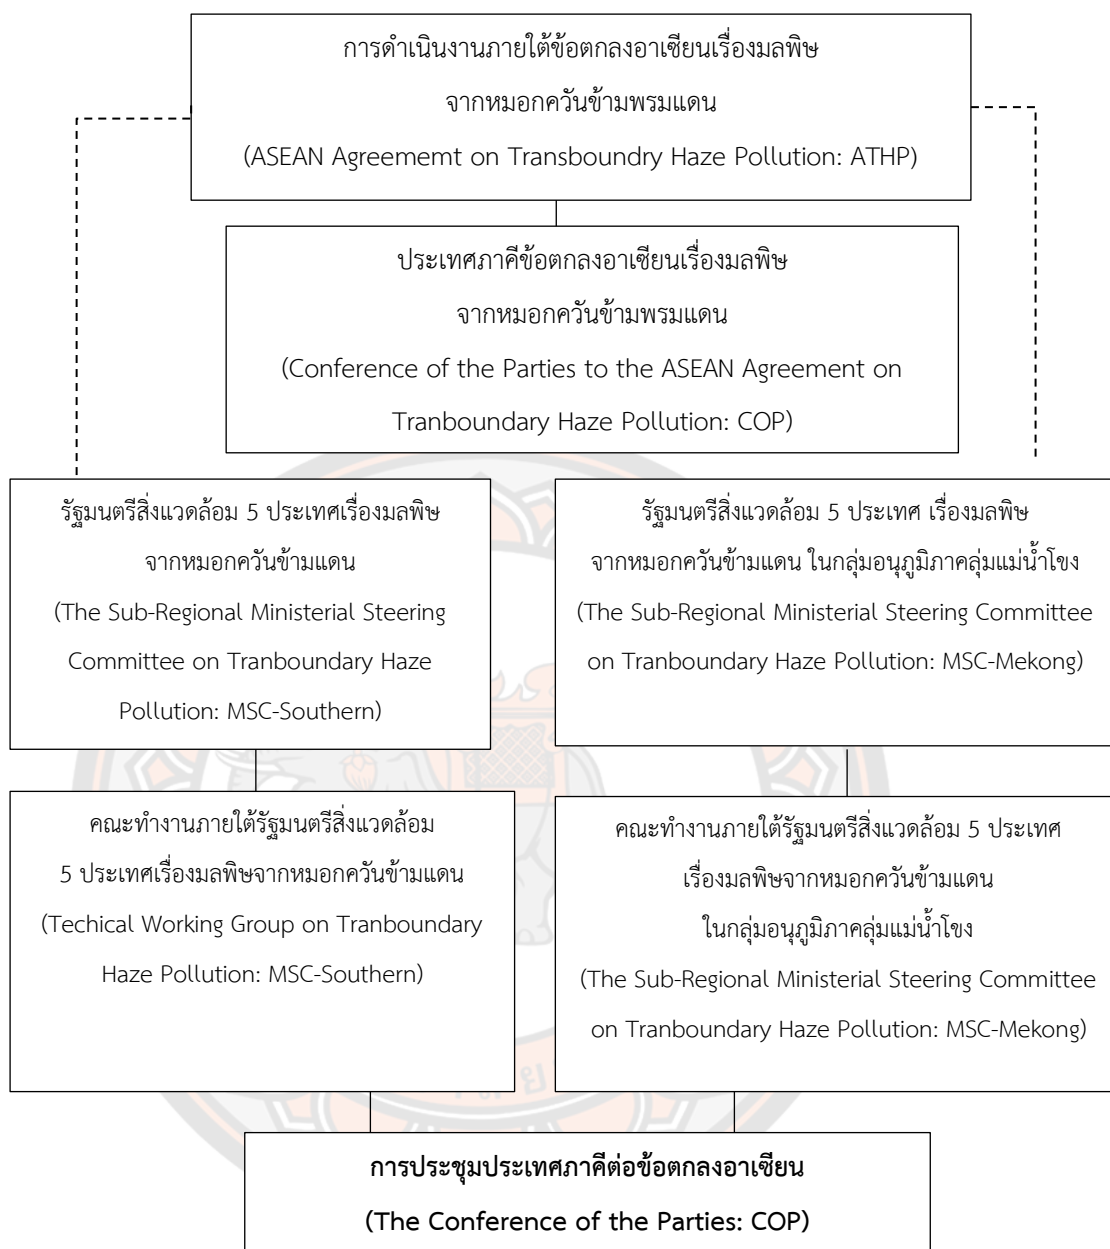 การดำเนินงานภายใต้ข้อตกลงอาเซียนเรื่องมลพิษ
จากหมอกควันข้ามพรมแดน
(ASEAN Agreememt on Transboundry Haze Pollution: ATHP)
ประเทศภาคีข้อตกลงอาเซียนเรื่องมลพิษ
จากหมอกควันข้ามพรมแดน
(Conference of the Parties to the ASEAN Agreement on
Tranboundary Haze Pollution: COP)
รัฐมนตรีสิ่งแวดล้อม 5 ประเทศเรื่องมลพิษ
จากหมอกควันข้ามแดน
(The Sub-Regional Ministerial Steering
Committee on Tranboundary Haze
Pollution: MSC-Southern)
รัฐมนตรีสิ่งแวดล้อม 5 ประเทศ เรื่องมลพิษ
จากหมอกควันข้ามแดน ในกลุ่มอนุภูมิภาคลุ่มแม่น้ำโขง
(The Sub-Regional Ministerial Steering Committee
on Tranboundary Haze Pollution: MSC-Mekong)
คณะทำงานภายใต้รัฐมนตรีสิ่งแวดล้อม
5 ประเทศเรื่องมลพิษจากหมอกควันข้ามแดน
(Techical Working Group on Tranboundary
Haze Pollution: MSC-Southern)
คณะทำงานภายใต้รัฐมนตรีสิ่งแวดล้อม 5 ประเทศ
เรื่องมลพิษจากหมอกควันข้ามแดน
ในกลุ่มอนุภูมิภาคลุ่มแม่น้ำโขง
(The Sub-Regional Ministerial Steering Committee
on Tranboundary Haze Pollution: MSC-Mekong)
การประชุมประเทศภาคีต่อข้อตกลงอาเซียน
(The Conference of the Parties: COP)